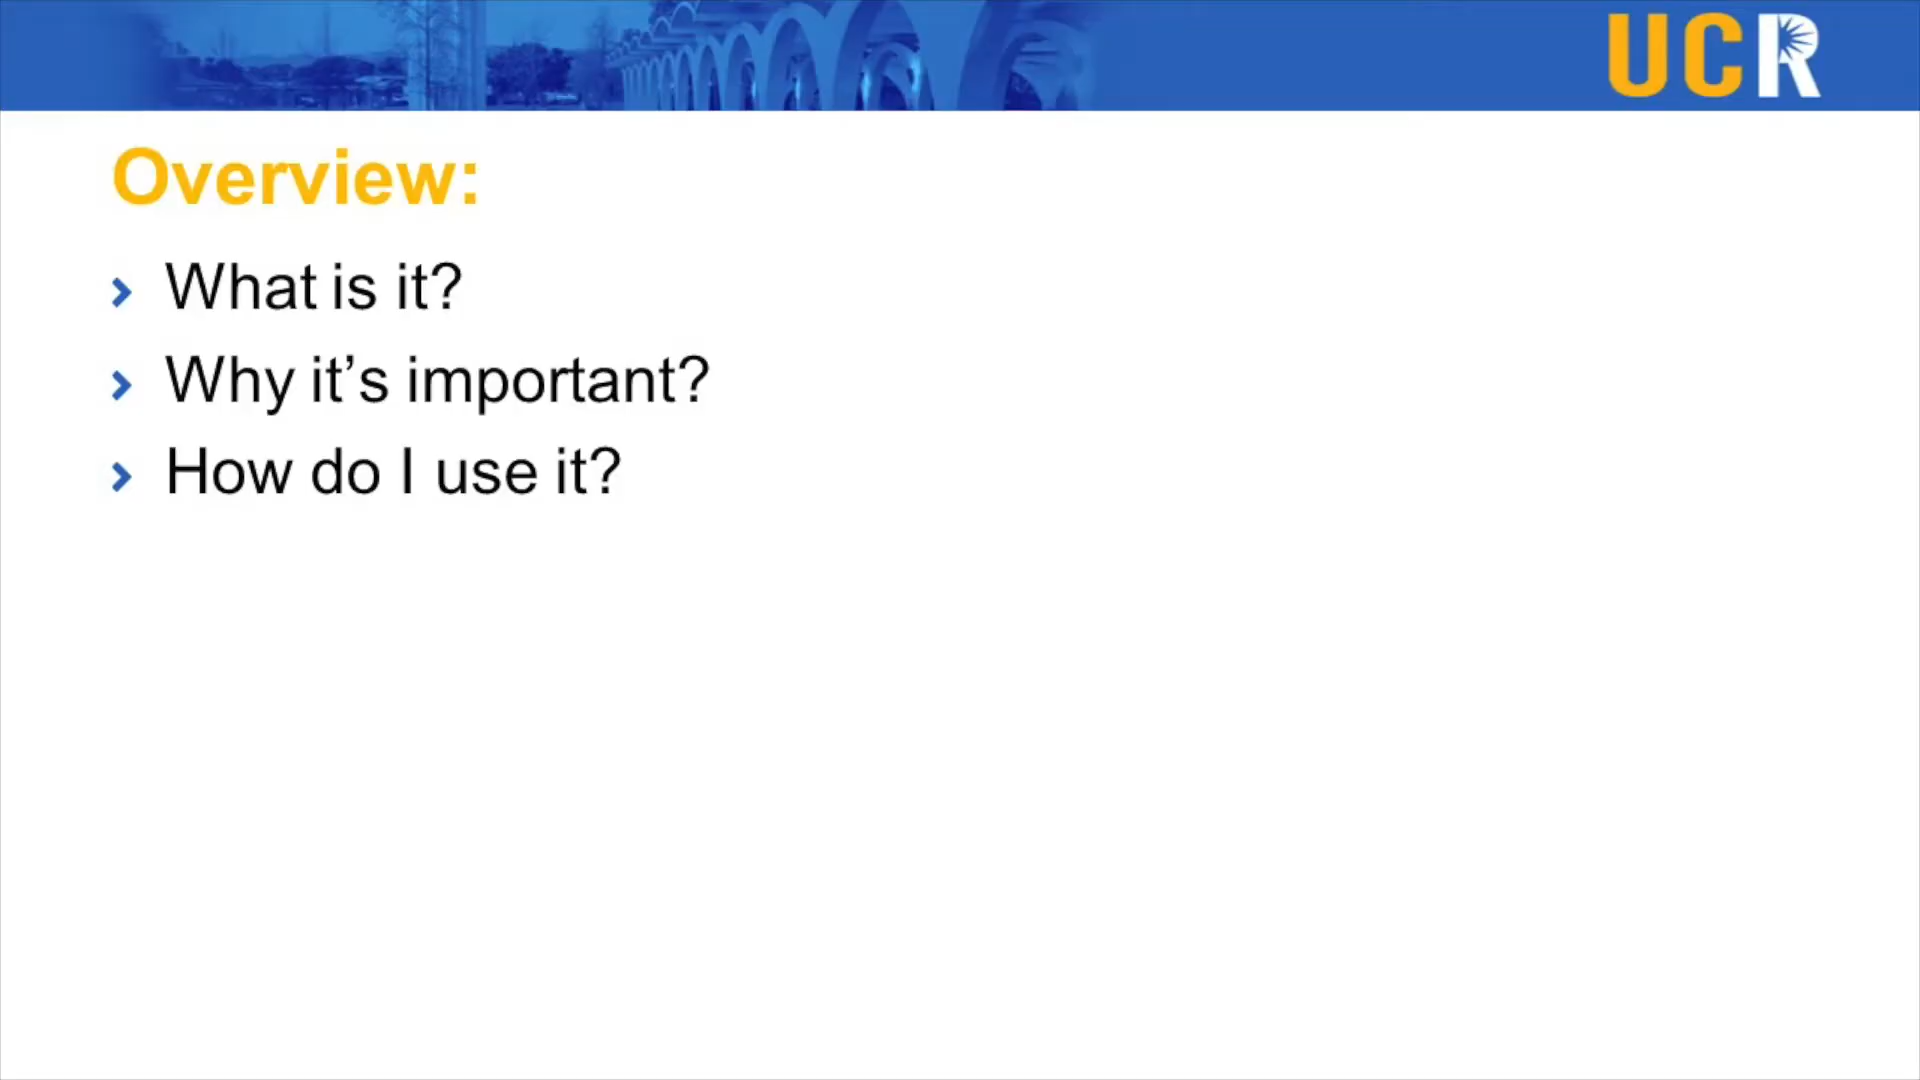 UCR
Overview:
What is it?
Why it’s important?
How do I use it?